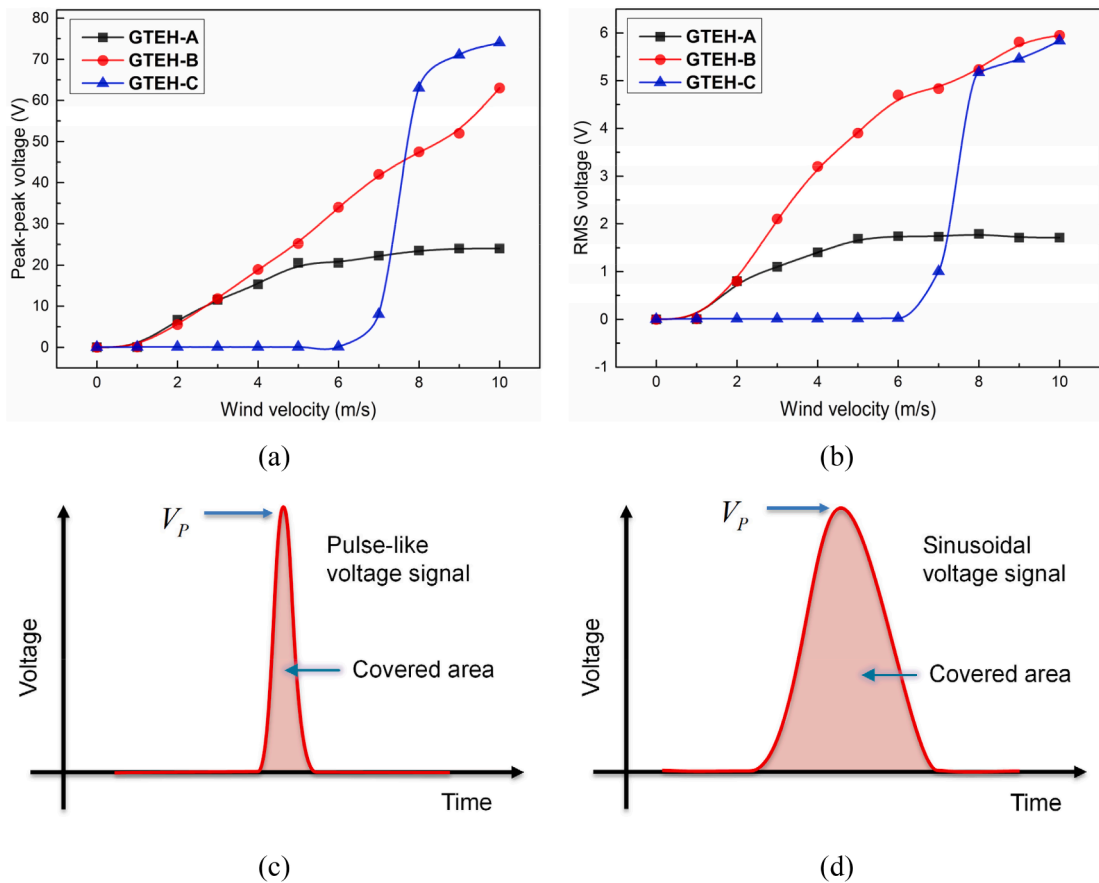 GTEH-A
GTEH-B
GTEH-C
Peak-peak voltage (V)
80
70
60
50
40
30
20
10
0
0 2 4 6 8 10
Wind velocity (m/s)
(a)
GTEH-A
GTEH-B
GTEH-C
RMS voltage (V)
6
5
4
3
2
1
0
-1
0 2 4 6 8 10
Wind velocity (m/s)
(b)
V_P
Pulse-like
voltage signal
Covered area
Voltage
Time
(c)
V_P
Sinusoidal
voltage signal
Covered area
Voltage
Time
(d)